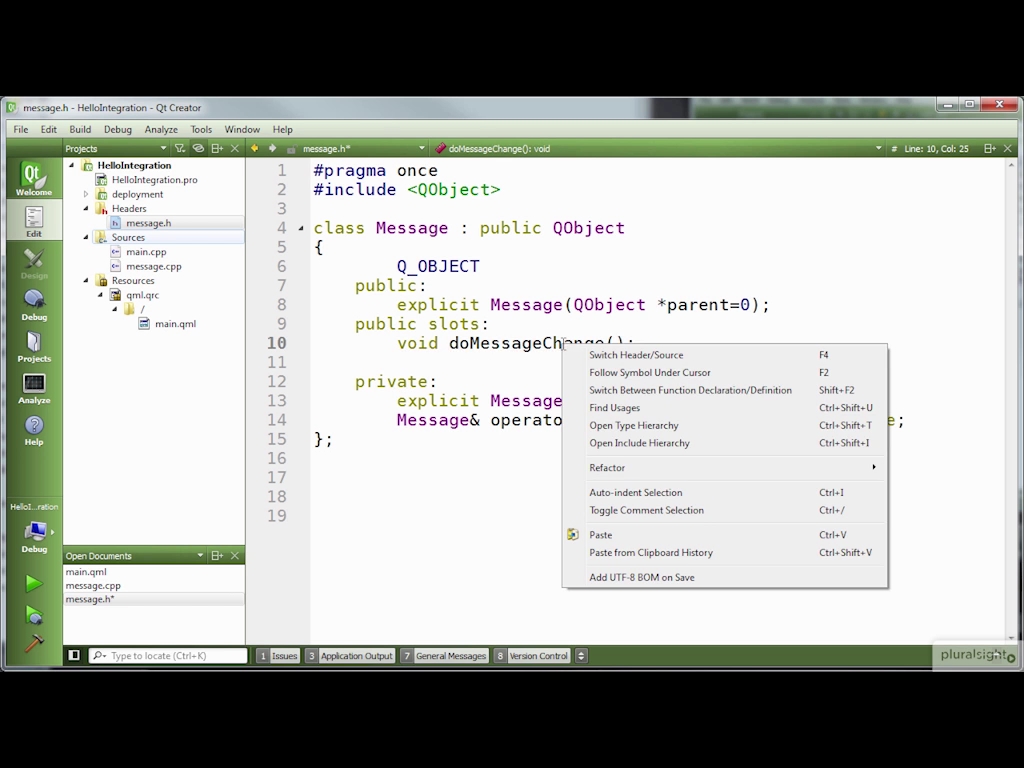 message.h - HelloIntegration - Qt Creator
File Edit Build Debug Analyze Tools Window Help
Projects
message.h*
doMessageChange(): void
# Line: 10, Col: 25
Welcome
Edit
Design
Debug
Projects
Analyze
Help
HelloI...ration
Debug
HelloIntegration
HelloIntegration.pro
deployment
Headers
message.h
Sources
main.cpp
message.cpp
Resources
qml.qrc
/
main.qml
Open Documents
main.qml
message.cpp
message.h*
1 #pragma once
2 #include <QObject>
3
4 class Message : public QObject
5 {
6 Q_OBJECT
7 public:
8 explicit Message(QObject *parent=0);
9 public slots:
10 void doMessageChange();
11
12 private:
13 explicit Message
14 Message& operato e;
15 };
16
17
18
19
Switch Header/Source F4
Follow Symbol Under Cursor F2
Switch Between Function Declaration/Definition Shift+F2
Find Usages Ctrl+Shift+U
Open Type Hierarchy Ctrl+Shift+T
Open Include Hierarchy Ctrl+Shift+I
Refactor
Auto-indent Selection Ctrl+I
Toggle Comment Selection Ctrl+/
Paste Ctrl+V
Paste from Clipboard History Ctrl+Shift+V
Add UTF-8 BOM on Save
Type to locate (Ctrl+K)
1 Issues
3 Application Output
7 General Messages
8 Version Control
pluralsight